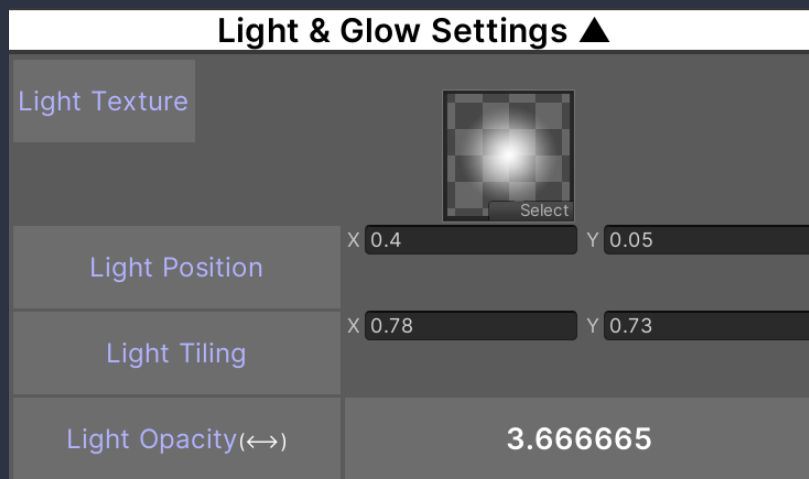 Light & Glow Settings ▲
Light Texture
Select
Light Position
X 0.4 Y 0.05
Light Tiling
X 0.78 Y 0.73
Light Opacity(↔) 3.666665